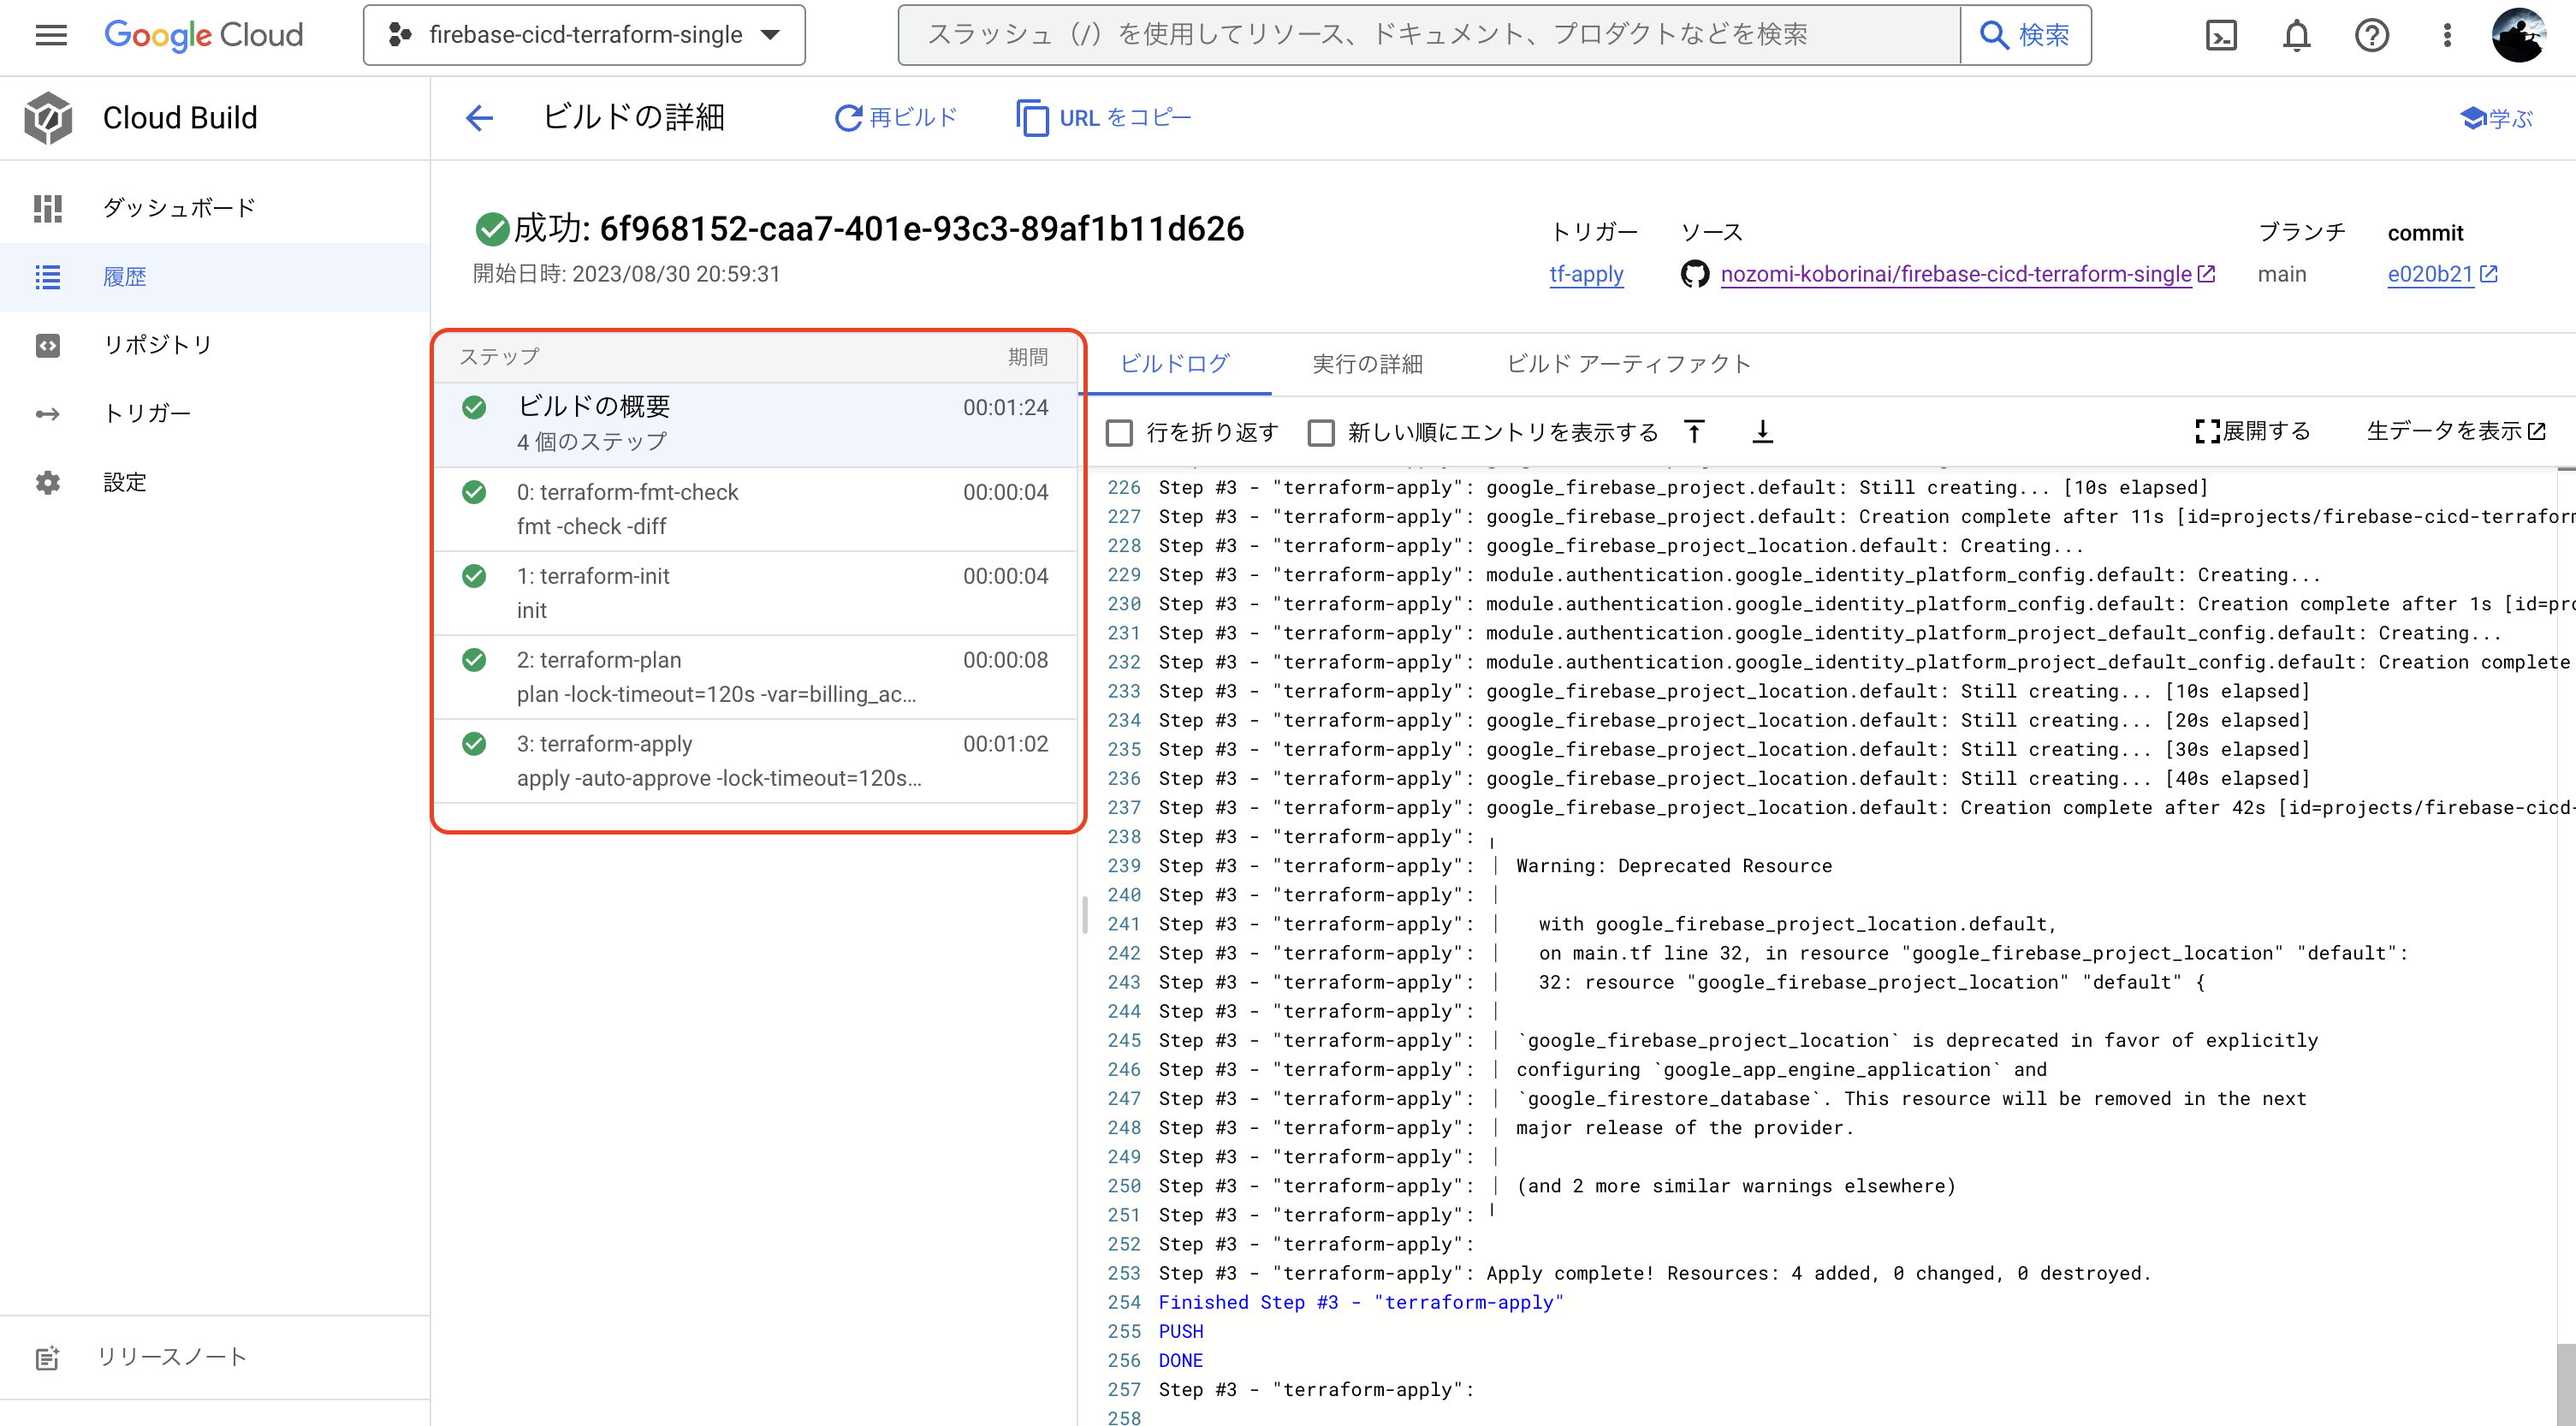 Google Cloud
firebase-cicd-terraform-single
スラッシュ（/）を使用してリソース、ドキュメント、プロダクトなどを検索
検索
Cloud Build
ビルドの詳細
再ビルド
URL をコピー
学ぶ
ダッシュボード
履歴
リポジトリ
トリガー
設定
リリースノート
成功: 6f968152-caa7-401e-93c3-89af1b11d626
開始日時: 2023/08/30 20:59:31
トリガー
tf-apply
ソース
nozomi-koborinai/firebase-cicd-terraform-single
ブランチ
main
commit
e020b21
ステップ 期間
ビルドの概要 00:01:24
4 個のステップ
0: terraform-fmt-check 00:00:04
fmt -check -diff
1: terraform-init 00:00:04
init
2: terraform-plan 00:00:08
plan -lock-timeout=120s -var=billing_ac...
3: terraform-apply 00:01:02
apply -auto-approve -lock-timeout=120s...
ビルドログ
実行の詳細
ビルド アーティファクト
行を折り返す
新しい順にエントリを表示する
展開する
生データを表示
226 Step #3 - "terraform-apply": google_firebase_project.default: Still creating... [10s elapsed]
227 Step #3 - "terraform-apply": google_firebase_project.default: Creation complete after 11s [id=projects/firebase-cicd-terraform
228 Step #3 - "terraform-apply": google_firebase_project_location.default: Creating...
229 Step #3 - "terraform-apply": module.authentication.google_identity_platform_config.default: Creating...
230 Step #3 - "terraform-apply": module.authentication.google_identity_platform_config.default: Creation complete after 1s [id=pro
231 Step #3 - "terraform-apply": module.authentication.google_identity_platform_project_default_config.default: Creating...
232 Step #3 - "terraform-apply": module.authentication.google_identity_platform_project_default_config.default: Creation complete
233 Step #3 - "terraform-apply": google_firebase_project_location.default: Still creating... [10s elapsed]
234 Step #3 - "terraform-apply": google_firebase_project_location.default: Still creating... [20s elapsed]
235 Step #3 - "terraform-apply": google_firebase_project_location.default: Still creating... [30s elapsed]
236 Step #3 - "terraform-apply": google_firebase_project_location.default: Still creating... [40s elapsed]
237 Step #3 - "terraform-apply": google_firebase_project_location.default: Creation complete after 42s [id=projects/firebase-cicd-
238 Step #3 - "terraform-apply": ╷
239 Step #3 - "terraform-apply": │ Warning: Deprecated Resource
240 Step #3 - "terraform-apply": │
241 Step #3 - "terraform-apply": │   with google_firebase_project_location.default,
242 Step #3 - "terraform-apply": │   on main.tf line 32, in resource "google_firebase_project_location" "default":
243 Step #3 - "terraform-apply": │   32: resource "google_firebase_project_location" "default" {
244 Step #3 - "terraform-apply": │
245 Step #3 - "terraform-apply": │ `google_firebase_project_location` is deprecated in favor of explicitly
246 Step #3 - "terraform-apply": │ configuring `google_app_engine_application` and
247 Step #3 - "terraform-apply": │ `google_firestore_database`. This resource will be removed in the next
248 Step #3 - "terraform-apply": │ major release of the provider.
249 Step #3 - "terraform-apply": │
250 Step #3 - "terraform-apply": │ (and 2 more similar warnings elsewhere)
251 Step #3 - "terraform-apply": ╵
252 Step #3 - "terraform-apply":
253 Step #3 - "terraform-apply": Apply complete! Resources: 4 added, 0 changed, 0 destroyed.
254 Finished Step #3 - "terraform-apply"
255 PUSH
256 DONE
257 Step #3 - "terraform-apply":
258